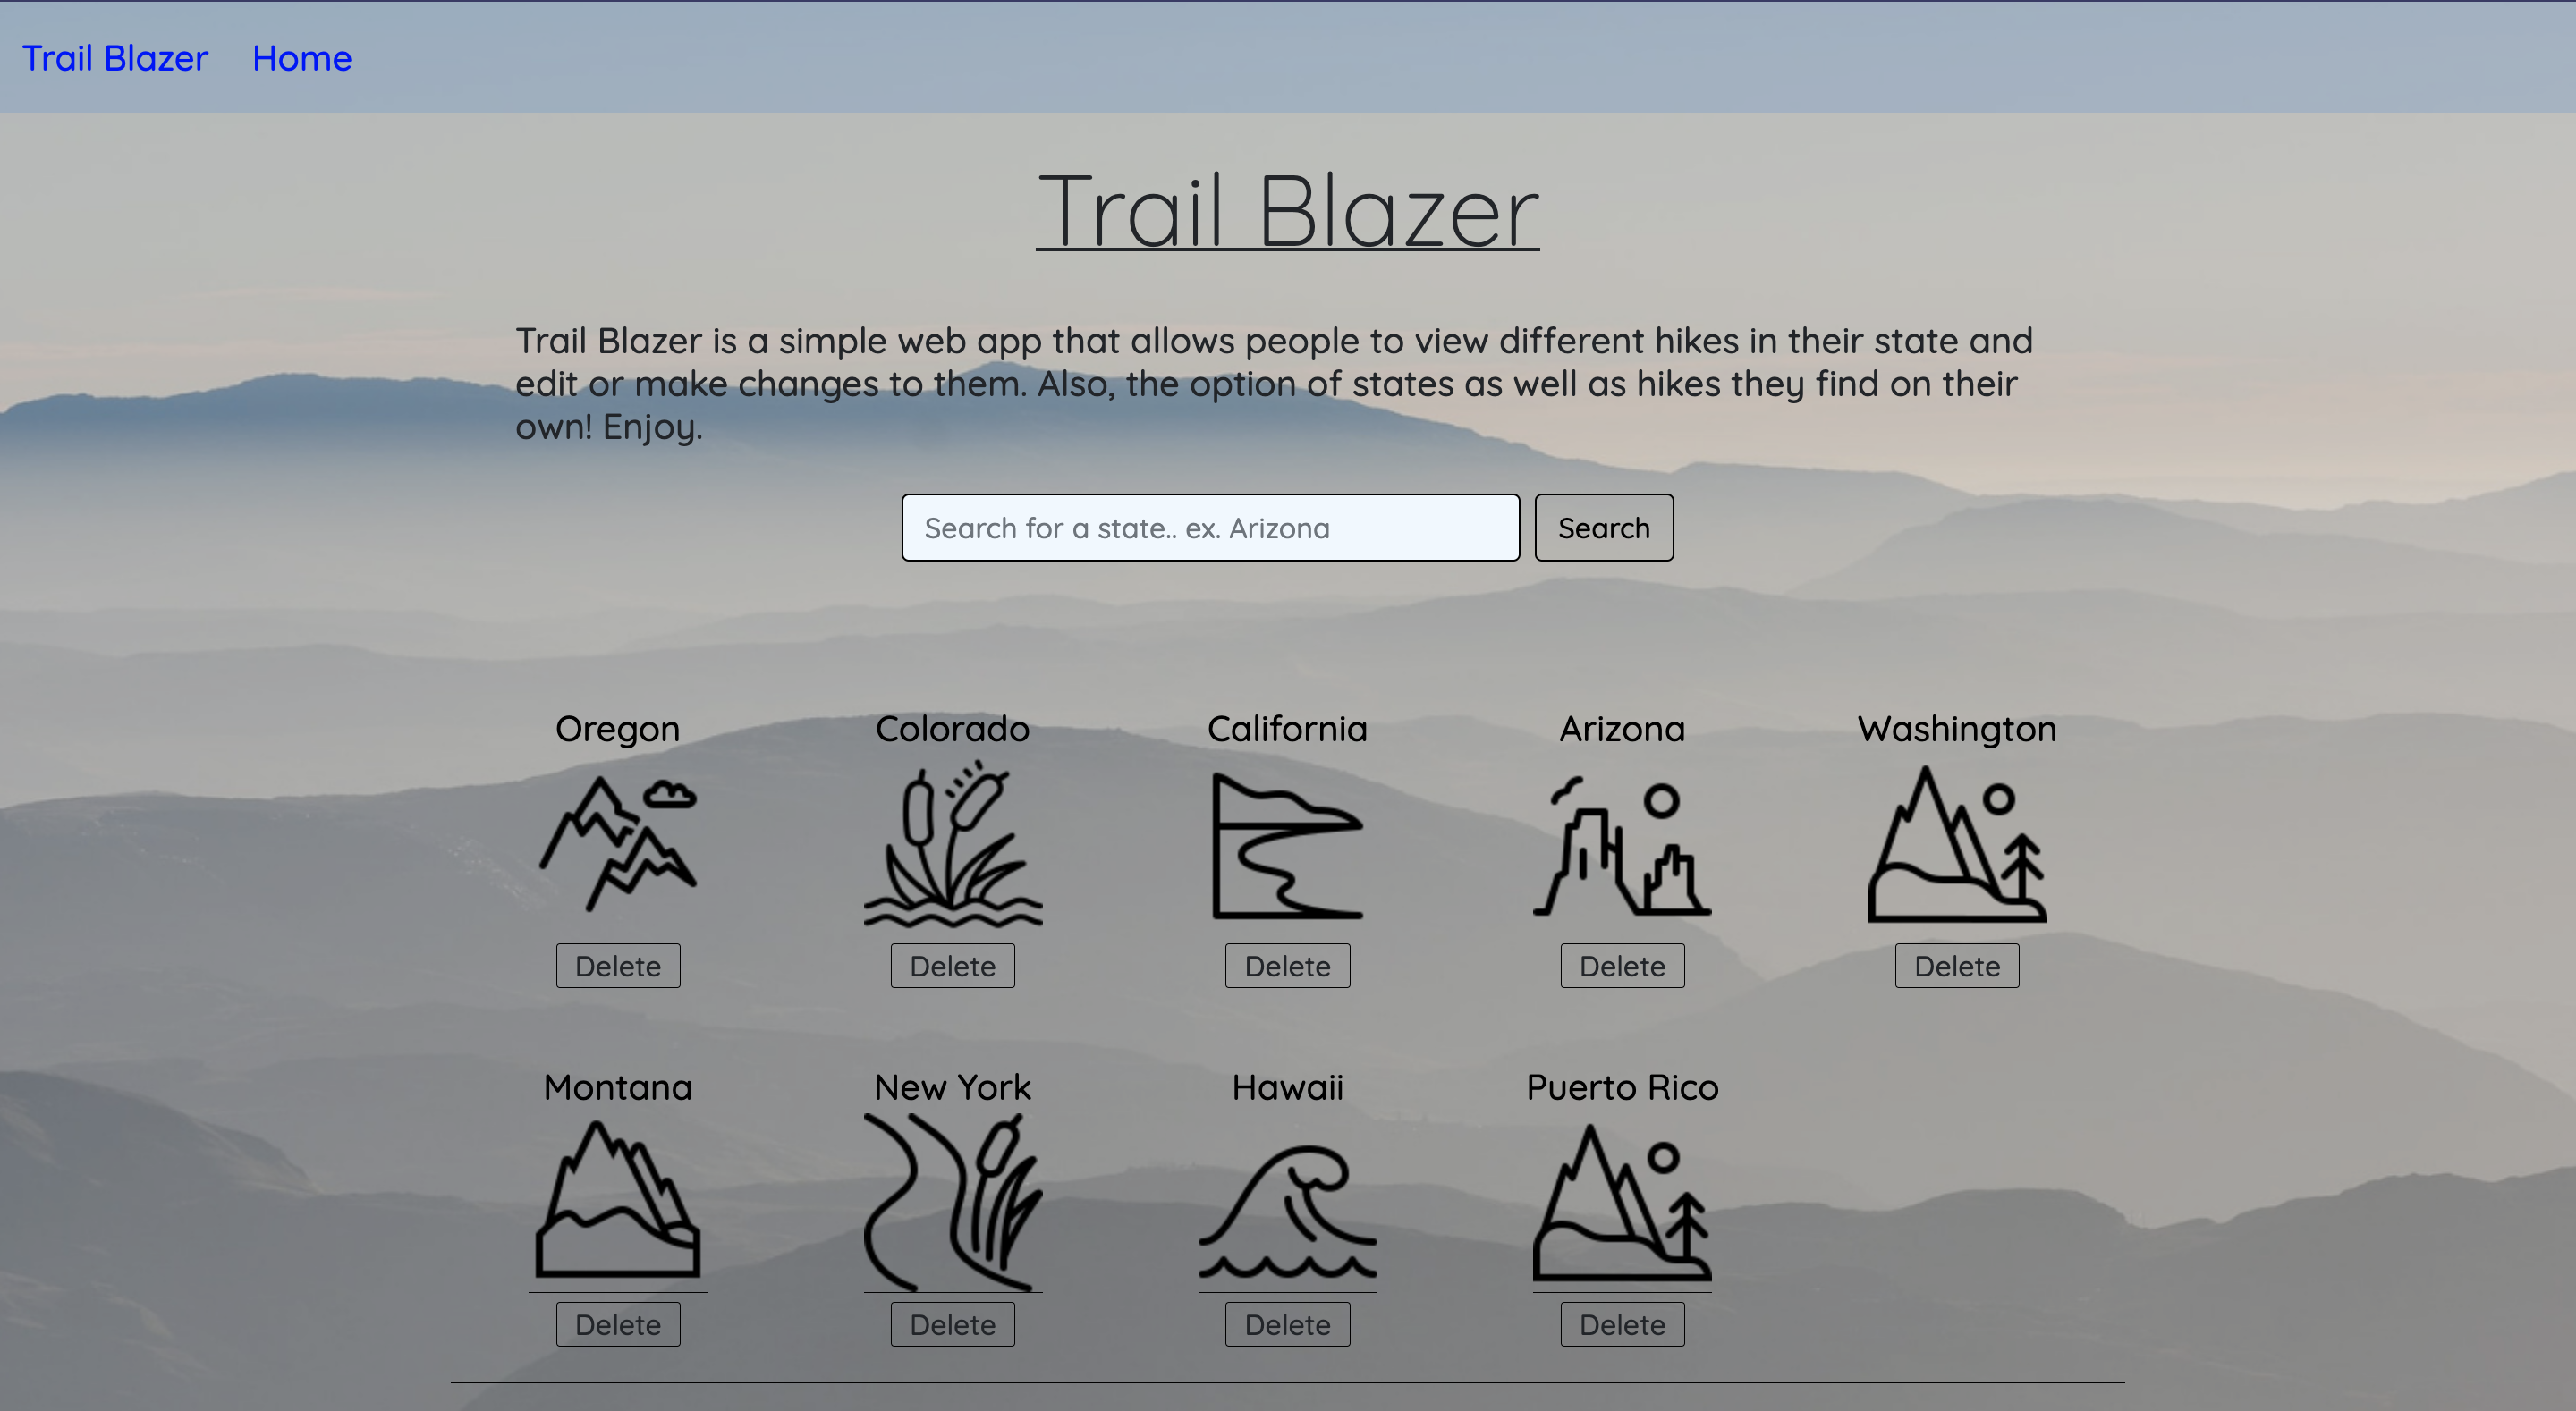 Trail Blazer Home
Trail Blazer
Trail Blazer is a simple web app that allows people to view different hikes in their state and
edit or make changes to them. Also, the option of states as well as hikes they find on their
own! Enjoy.
Search for a state.. ex. Arizona Search
Oregon Colorado California Arizona Washington
Delete Delete Delete Delete Delete
Montana New York Hawaii Puerto Rico
Delete Delete Delete Delete